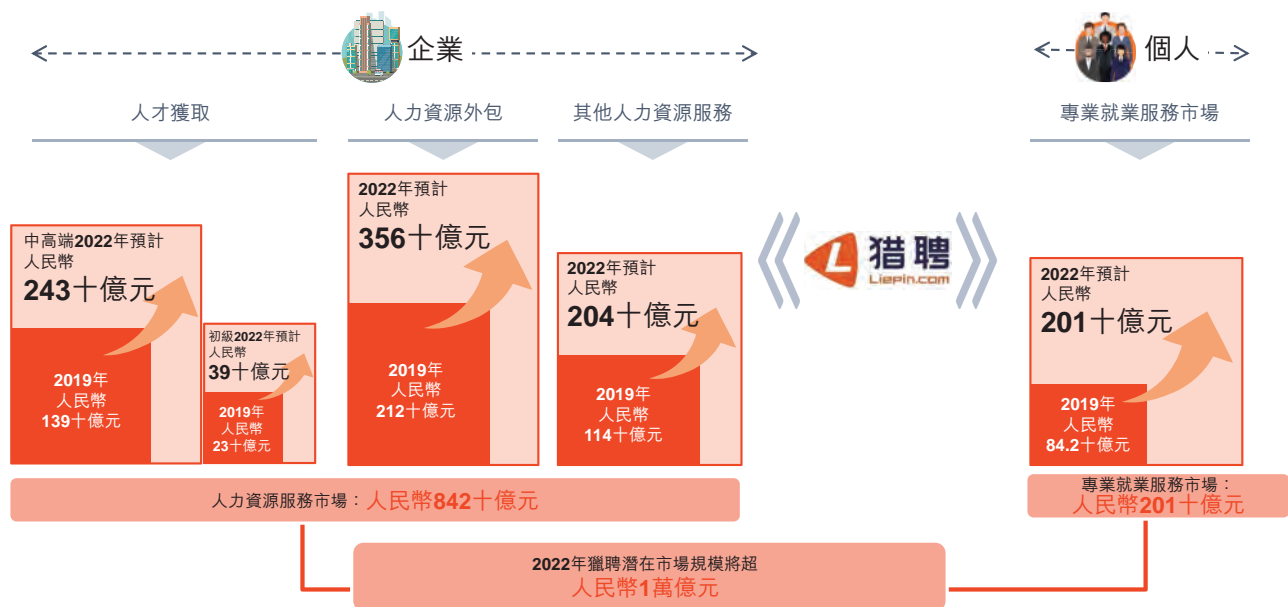 企業
個人
人才獲取
人力資源外包
其他人力資源服務
專業就業服務市場
中高端2022年預計
人民幣
243十億元
2019年
人民幣
139十億元
初級2022年預計
人民幣
39十億元
2019年
人民幣
23十億元
2022年預計
人民幣
356十億元
2019年
人民幣
212十億元
2022年預計
人民幣
204十億元
2019年
人民幣
114十億元
猎聘
Liepin.com
2022年預計
人民幣
201十億元
2019年
人民幣
84.2十億元
人力資源服務市場：人民幣842十億元
專業就業服務市場：
人民幣201十億元
2022年獵聘潛在市場規模將超
人民幣1萬億元